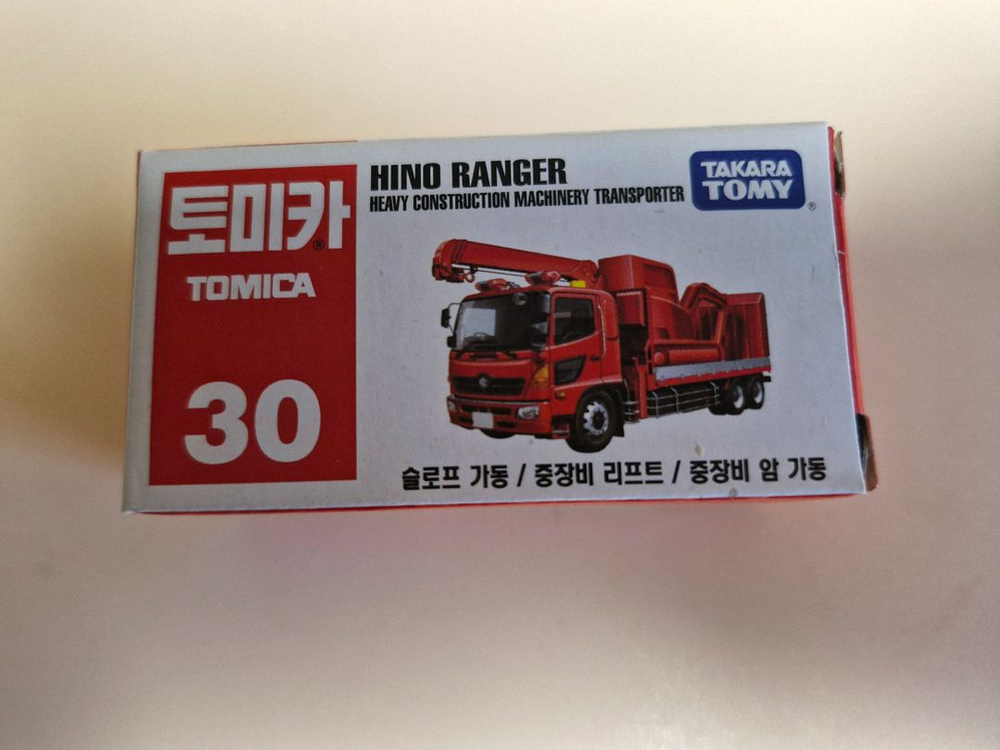 토미카®
TOMICA
30
HINO RANGER
HEAVY CONSTRUCTION MACHINERY TRANSPORTER
TAKARA
TOMY®
슬로프 가동 / 중장비 리프트 / 중장비 암 가동